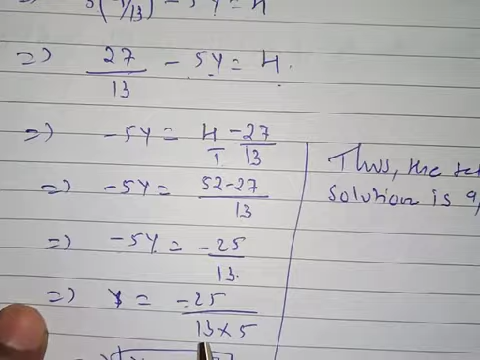 =) 27/13 - 5Y = 4.
=) -5Y = 4/1 - 27/13
=) -5Y = 52-27/13
=) -5Y = -25/13.
=) Y = -25/13×5
Thus, the
solution is